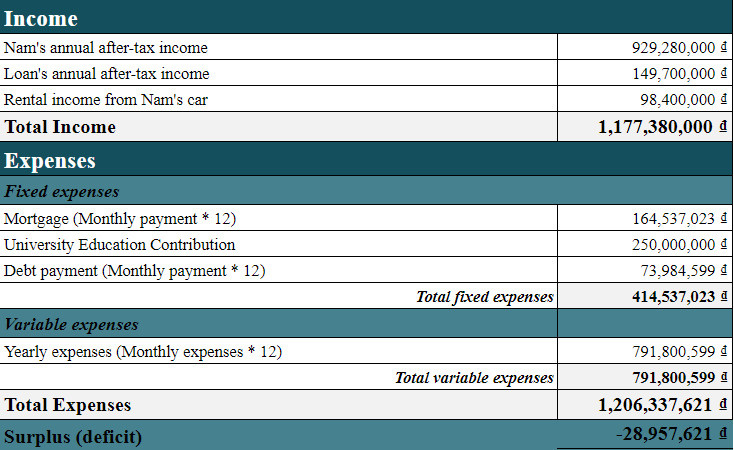 Income
Nam's annual after-tax income 929,280,000 ₫
Loan's annual after-tax income 149,700,000 ₫
Rental income from Nam's car 98,400,000 ₫
Total Income 1,177,380,000 ₫
Expenses
Fixed expenses
Mortgage (Monthly payment * 12) 164,537,023 ₫
University Education Contribution 250,000,000 ₫
Debt payment (Monthly payment * 12) 73,984,599 ₫
Total fixed expenses 414,537,023 ₫
Variable expenses
Yearly expenses (Monthly expenses * 12) 791,800,599 ₫
Total variable expenses 791,800,599 ₫
Total Expenses 1,206,337,621 ₫
Surplus (deficit) -28,957,621 ₫